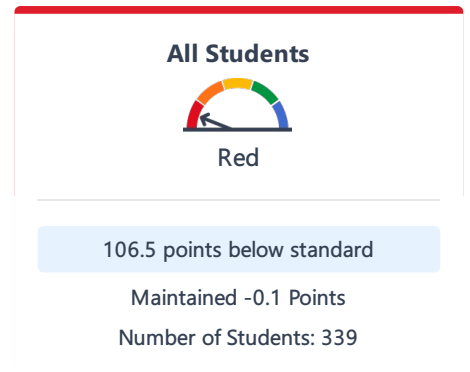 All Students
Red
106.5 points below standard
Maintained -0.1 Points
Number of Students: 339